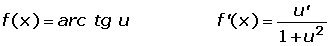 f(x)= arc tg u    f'(x)= u' / 1+u²